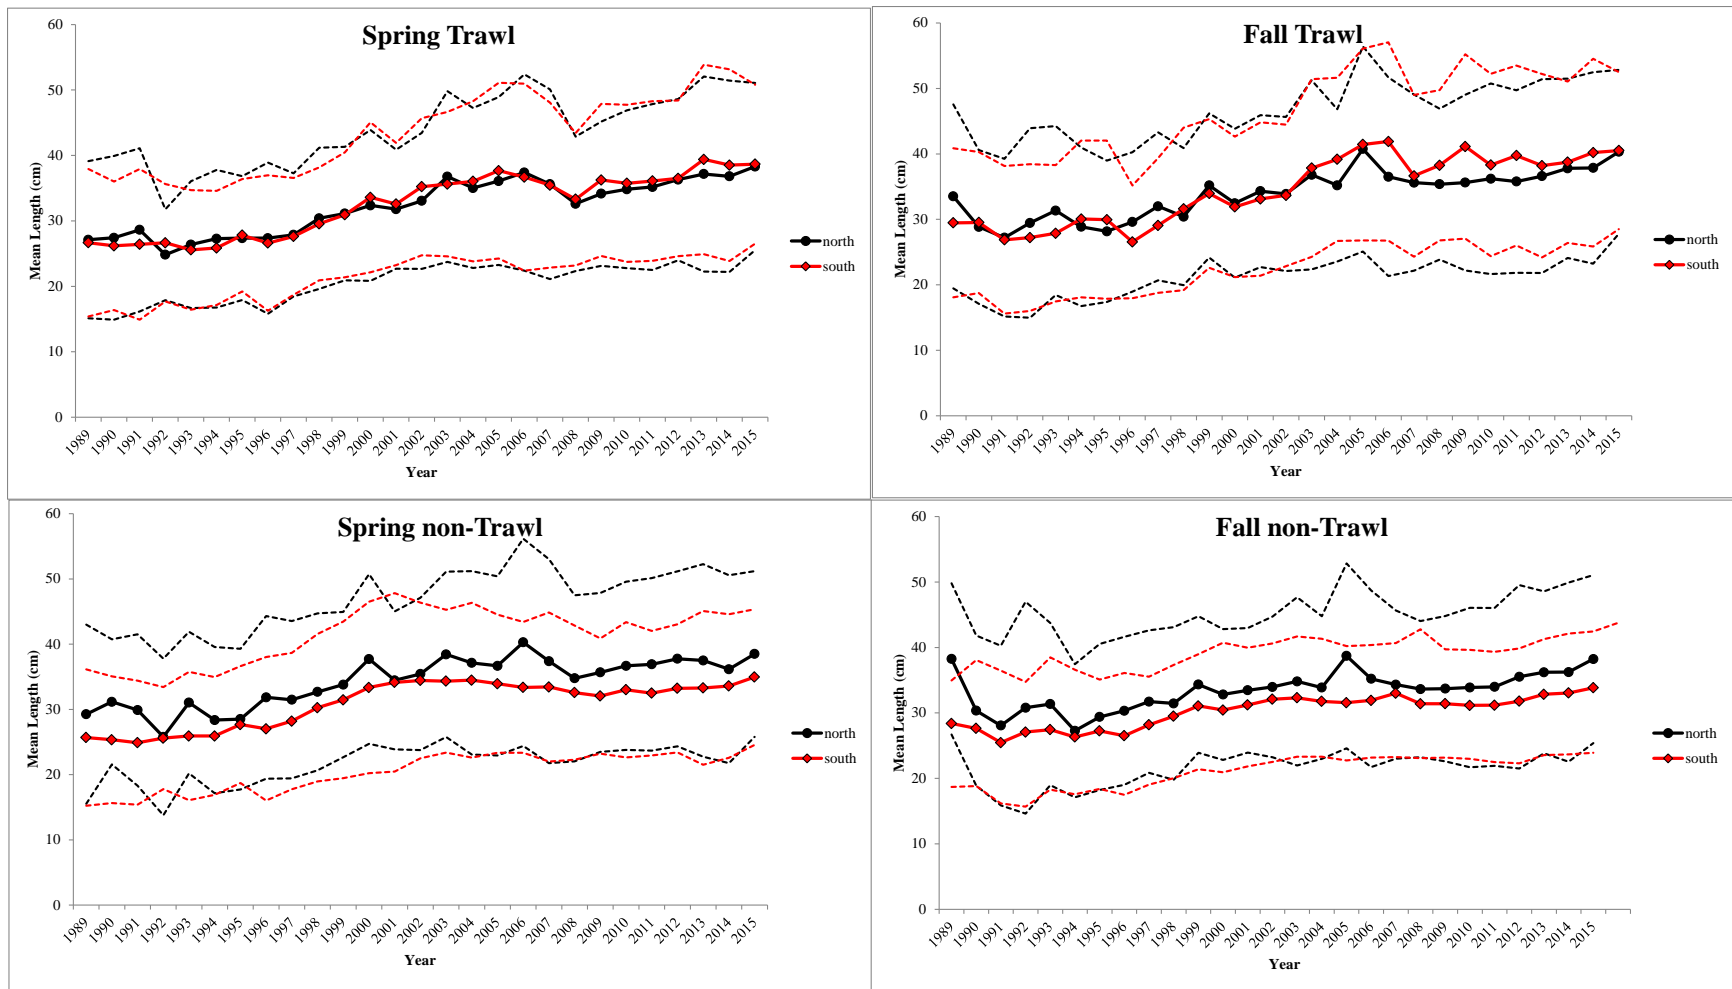 Spring Trawl
60
50
40
30
20
10
0
Mean Length (cm)
1989 1990 1991 1992 1993 1994 1995 1996 1997 1998 1999 2000 2001 2002 2003 2004 2005 2006 2007 2008 2009 2010 2011 2012 2013 2014 2015
Year
north
south
Fall Trawl
60
50
40
30
20
10
0
Mean Length (cm)
1989 1990 1991 1992 1993 1994 1995 1996 1997 1998 1999 2000 2001 2002 2003 2004 2005 2006 2007 2008 2009 2010 2011 2012 2013 2014 2015
Year
north
south
Spring non-Trawl
60
50
40
30
20
10
0
Mean Length (cm)
1989 1990 1991 1992 1993 1994 1995 1996 1997 1998 1999 2000 2001 2002 2003 2004 2005 2006 2007 2008 2009 2010 2011 2012 2013 2014 2015
Year
north
south
Fall non-Trawl
60
50
40
30
20
10
0
Mean Length (cm)
1989 1990 1991 1992 1993 1994 1995 1996 1997 1998 1999 2000 2001 2002 2003 2004 2005 2006 2007 2008 2009 2010 2011 2012 2013 2014 2015
Year
north
south